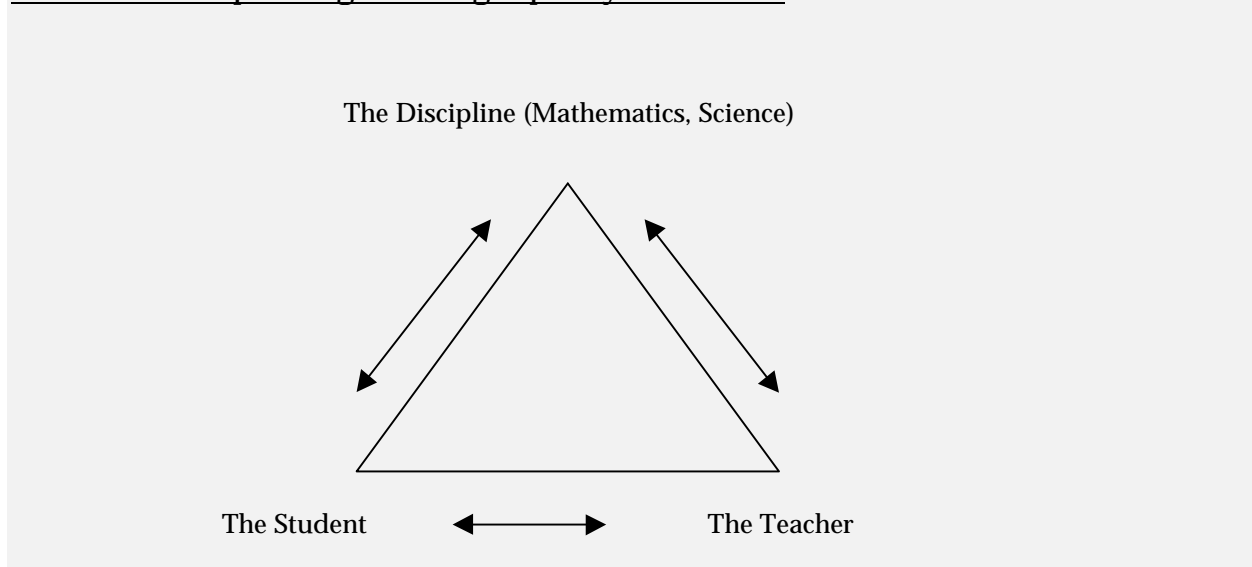 The Discipline (Mathematics, Science)
The Student
The Teacher